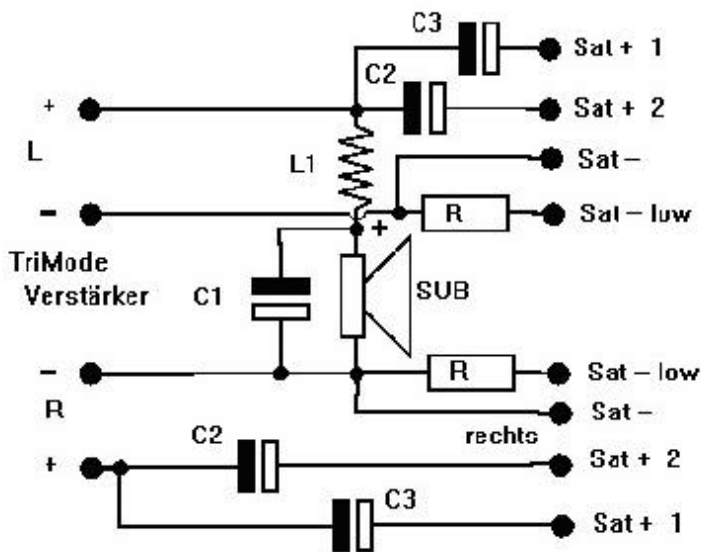 C3
Sat + 1
C2
+
Sat + 2
L
L1
Sat –
–
+
R
Sat – low
TriMode
Verstärker
C1
SUB
–
R
Sat – low
R
Sat –
rechts
C2
+
Sat + 2
C3
Sat + 1